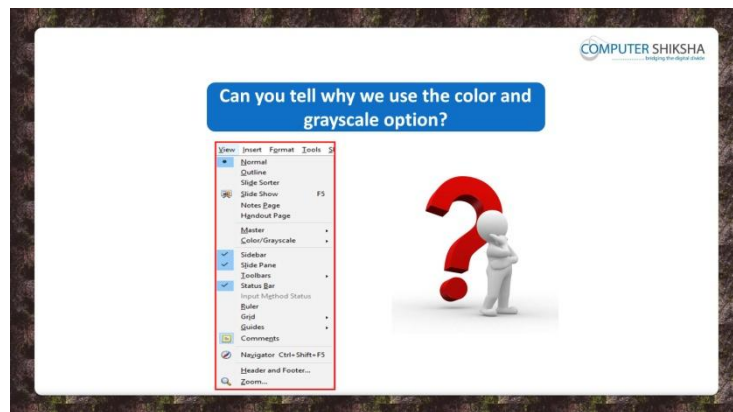 COMPUTER SHIKSHA
bridging the digital divide
Can you tell why we use the color and
grayscale option?
View Insert Format Tools Sl
Normal
Outline
Slide Sorter
Slide Show F5
Notes Page
Handout Page
Master
Color/Grayscale
Sidebar
Slide Pane
Toolbars
Status Bar
Input Method Status
Ruler
Grid
Guides
Comments
Navigator Ctrl+Shift+F5
Header and Footer...
Zoom...